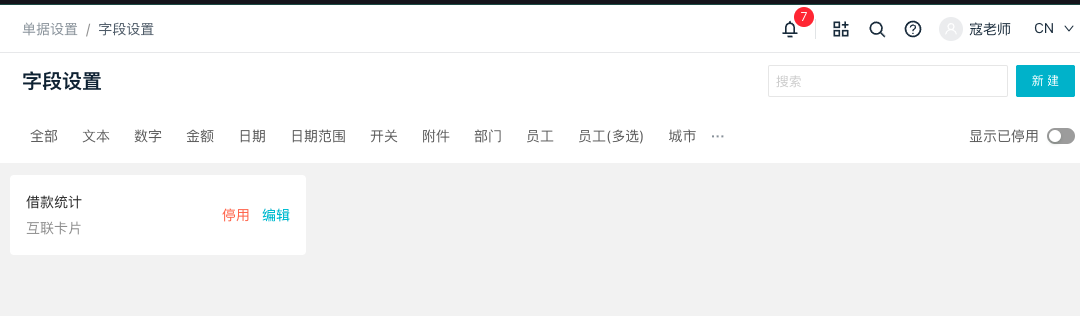 单据设置 / 字段设置
7
寇老师
CN
字段设置
搜索
新 建
全部 文本 数字 金额 日期 日期范围 开关 附件 部门 员工 员工(多选) 城市 ···
显示已停用
借款统计
互联卡片
停用 编辑